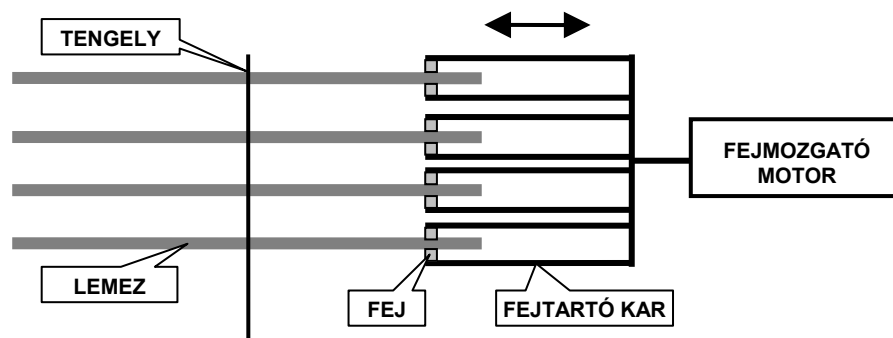 TENGELY
FEJMOZGATÓ
MOTOR
LEMEZ
FEJ
FEJTARTÓ KAR